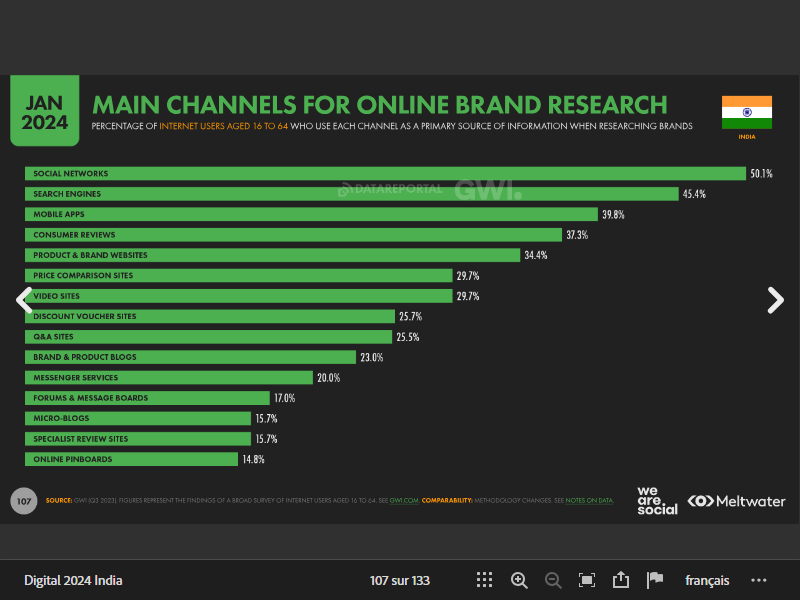 JAN
2024
MAIN CHANNELS FOR ONLINE BRAND RESEARCH
PERCENTAGE OF INTERNET USERS AGED 16 TO 64 WHO USE EACH CHANNEL AS A PRIMARY SOURCE OF INFORMATION WHEN RESEARCHING BRANDS
INDIA
SOCIAL NETWORKS 50.1%
DATAREPORTAL GWI.
SEARCH ENGINES 45.4%
MOBILE APPS 39.8%
CONSUMER REVIEWS 37.3%
PRODUCT & BRAND WEBSITES 34.4%
PRICE COMPARISON SITES 29.7%
VIDEO SITES 29.7%
DISCOUNT VOUCHER SITES 25.7%
Q&A SITES 25.5%
BRAND & PRODUCT BLOGS 23.0%
MESSENGER SERVICES 20.0%
FORUMS & MESSAGE BOARDS 17.0%
MICRO-BLOGS 15.7%
SPECIALIST REVIEW SITES 15.7%
ONLINE PINBOARDS 14.8%
107
SOURCE: GWI (Q3 2023). FIGURES REPRESENT THE FINDINGS OF A BROAD SURVEY OF INTERNET USERS AGED 16 TO 64. SEE GWI.COM. COMPARABILITY: METHODOLOGY CHANGES. SEE NOTES ON DATA.
we
are.
social
Meltwater
Digital 2024 India
107 sur 133
français